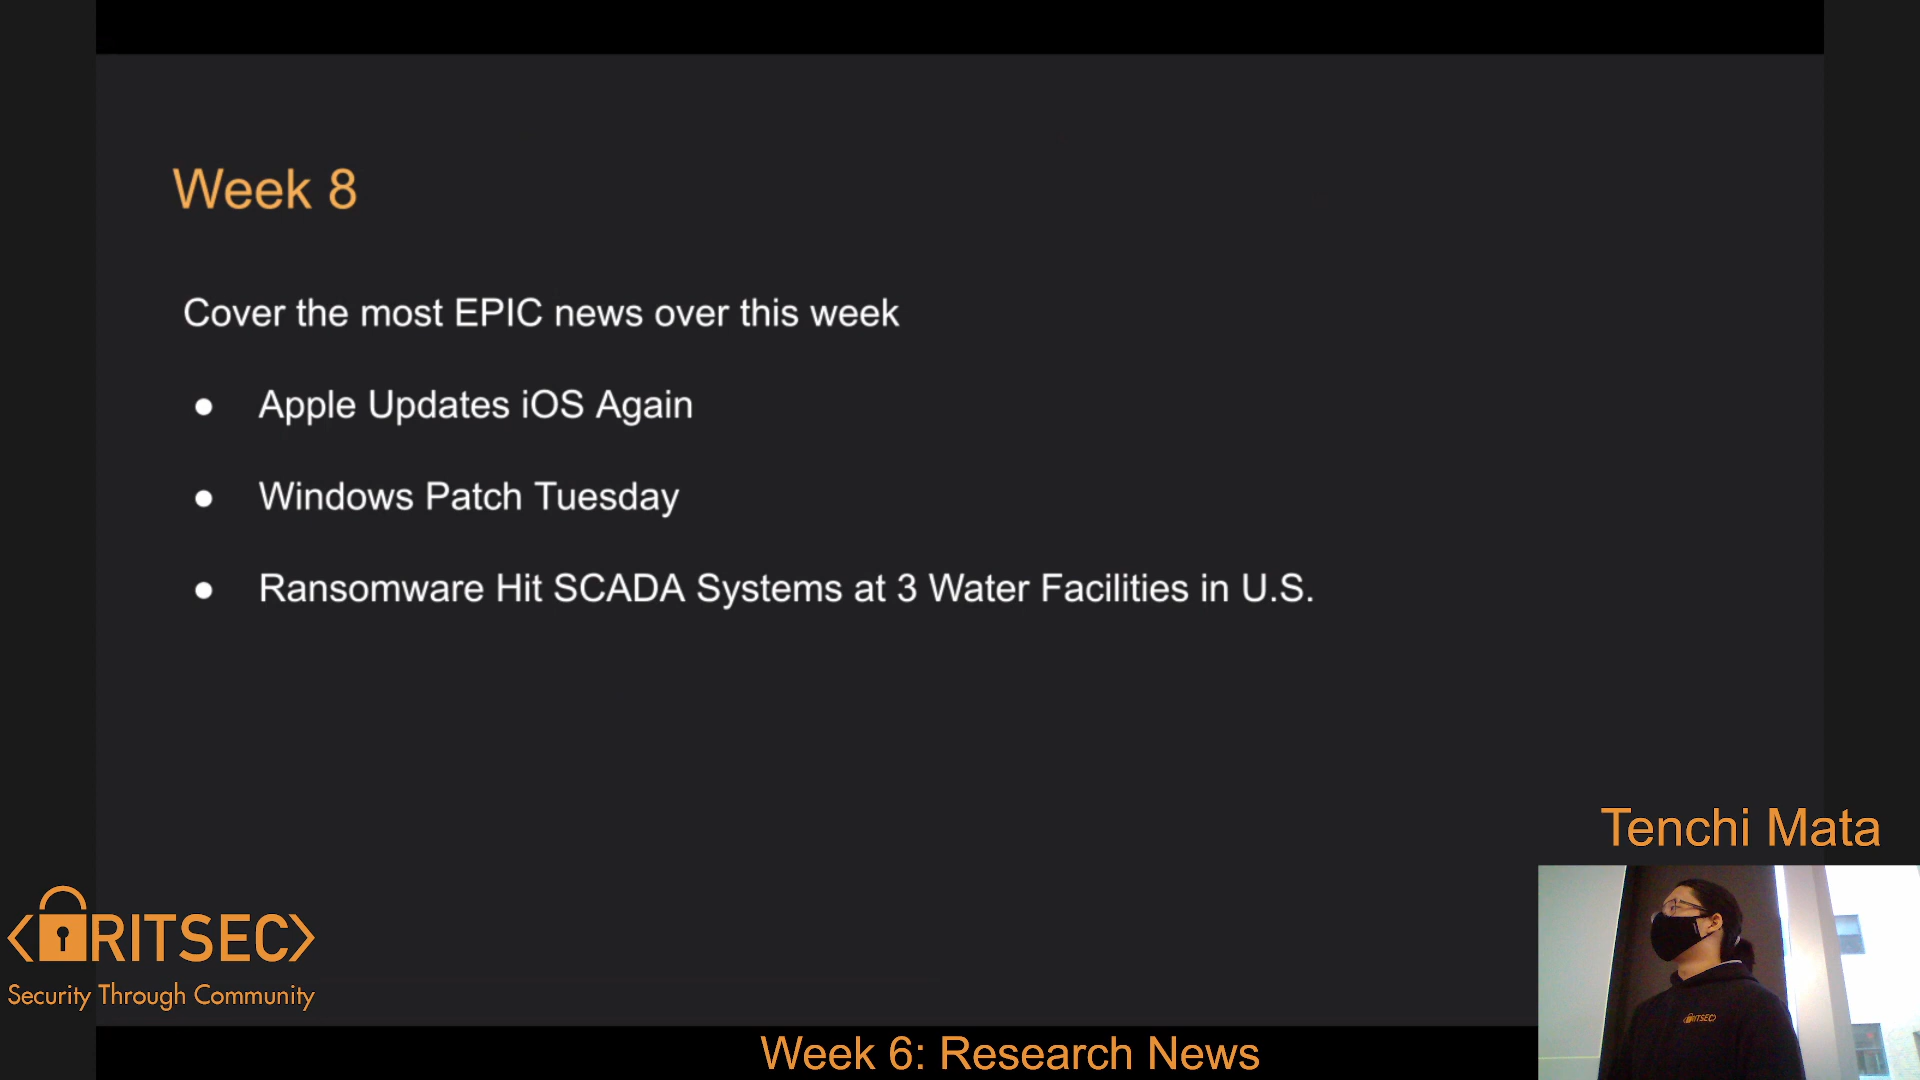 Week 8
Cover the most EPIC news over this week
● Apple Updates iOS Again
● Windows Patch Tuesday
● Ransomware Hit SCADA Systems at 3 Water Facilities in U.S.
Tenchi Mata
<RITSEC>
Security Through Community
RITSEC
Week 6: Research News